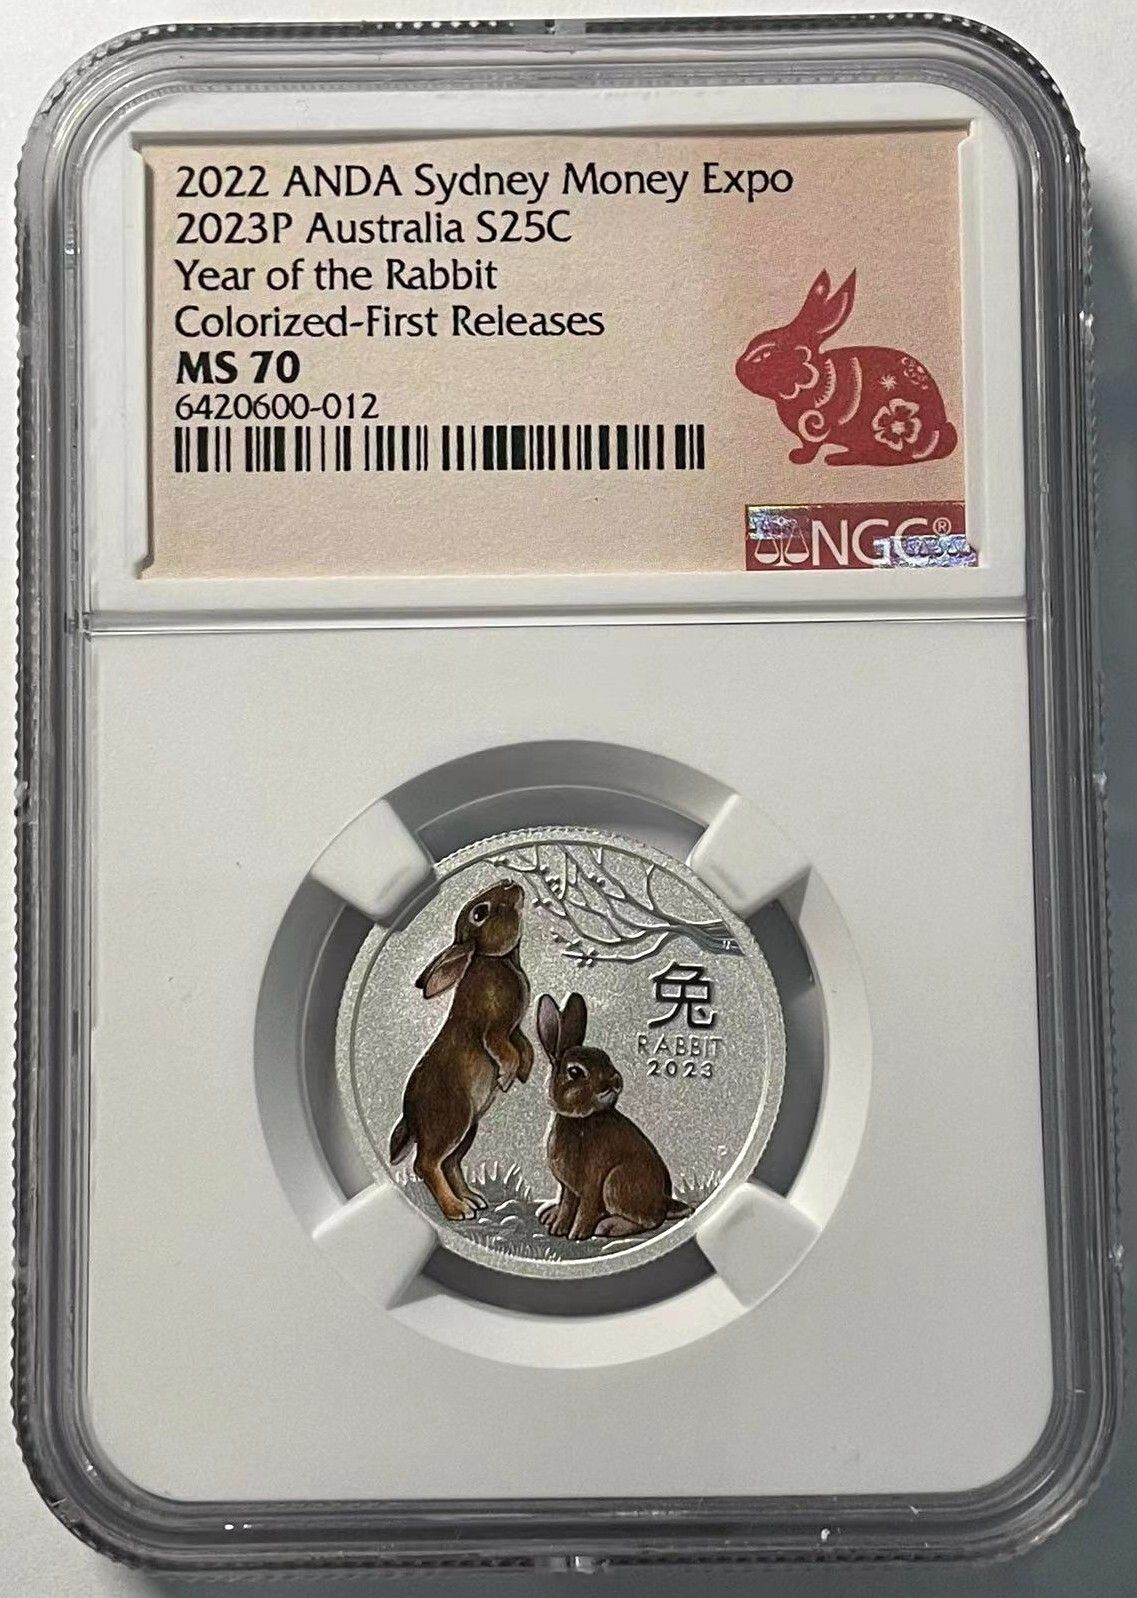 2022 ANDA Sydney Money Expo
2023P Australia S25C
Year of the Rabbit
Colorized-First Releases
MS 70
6420600-012
NGC®
兔
RABBIT
2023
P